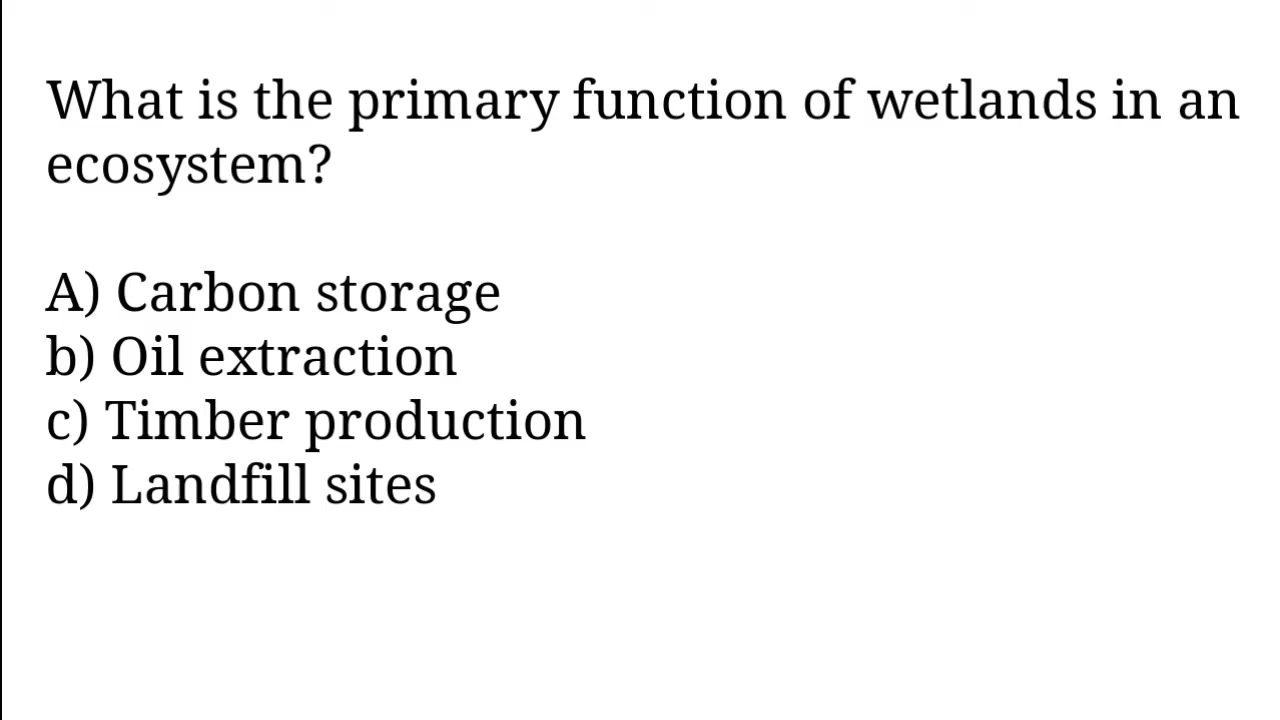 What is the primary function of wetlands in an
ecosystem?
A) Carbon storage
b) Oil extraction
c) Timber production
d) Landfill sites